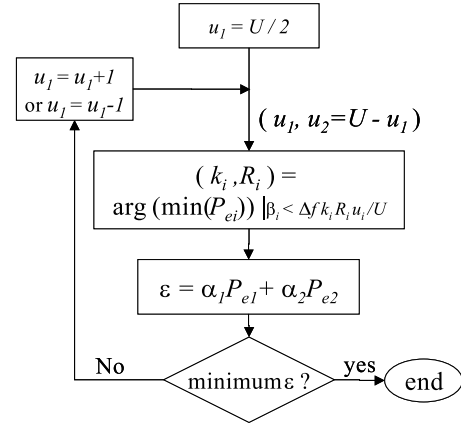 u₁ = U / 2
u₁ = u₁+1
or u₁ = u₁-1
( u₁, u₂=U - u₁ )
( kᵢ ,Rᵢ ) =
arg (min(Pₑᵢ)) |βᵢ < Δf kᵢ Rᵢ uᵢ/U
ε = α₁Pₑ₁+ α₂Pₑ₂
No
minimum ε ?
yes
end